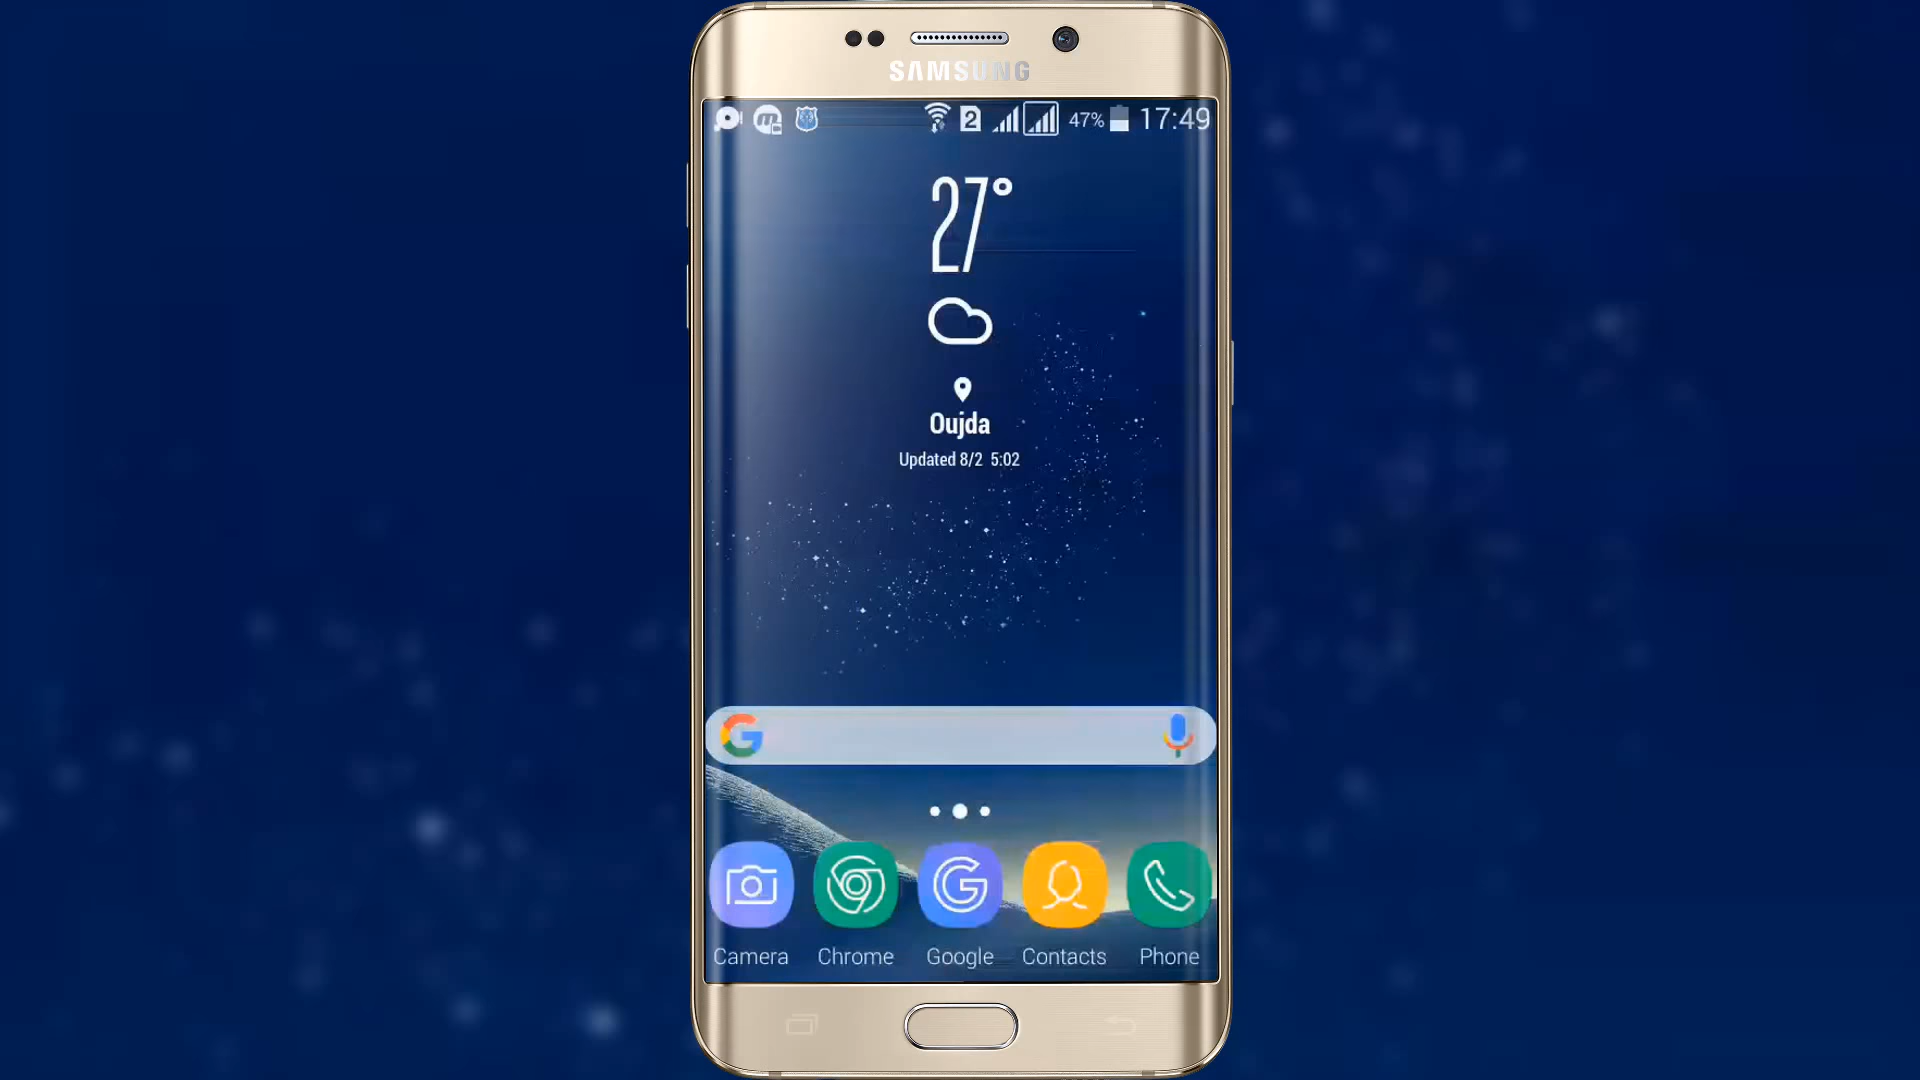 SAMSUNG
2 47% 17:49
27°
Oujda
Updated 8/2 5:02
Camera Chrome Google Contacts Phone